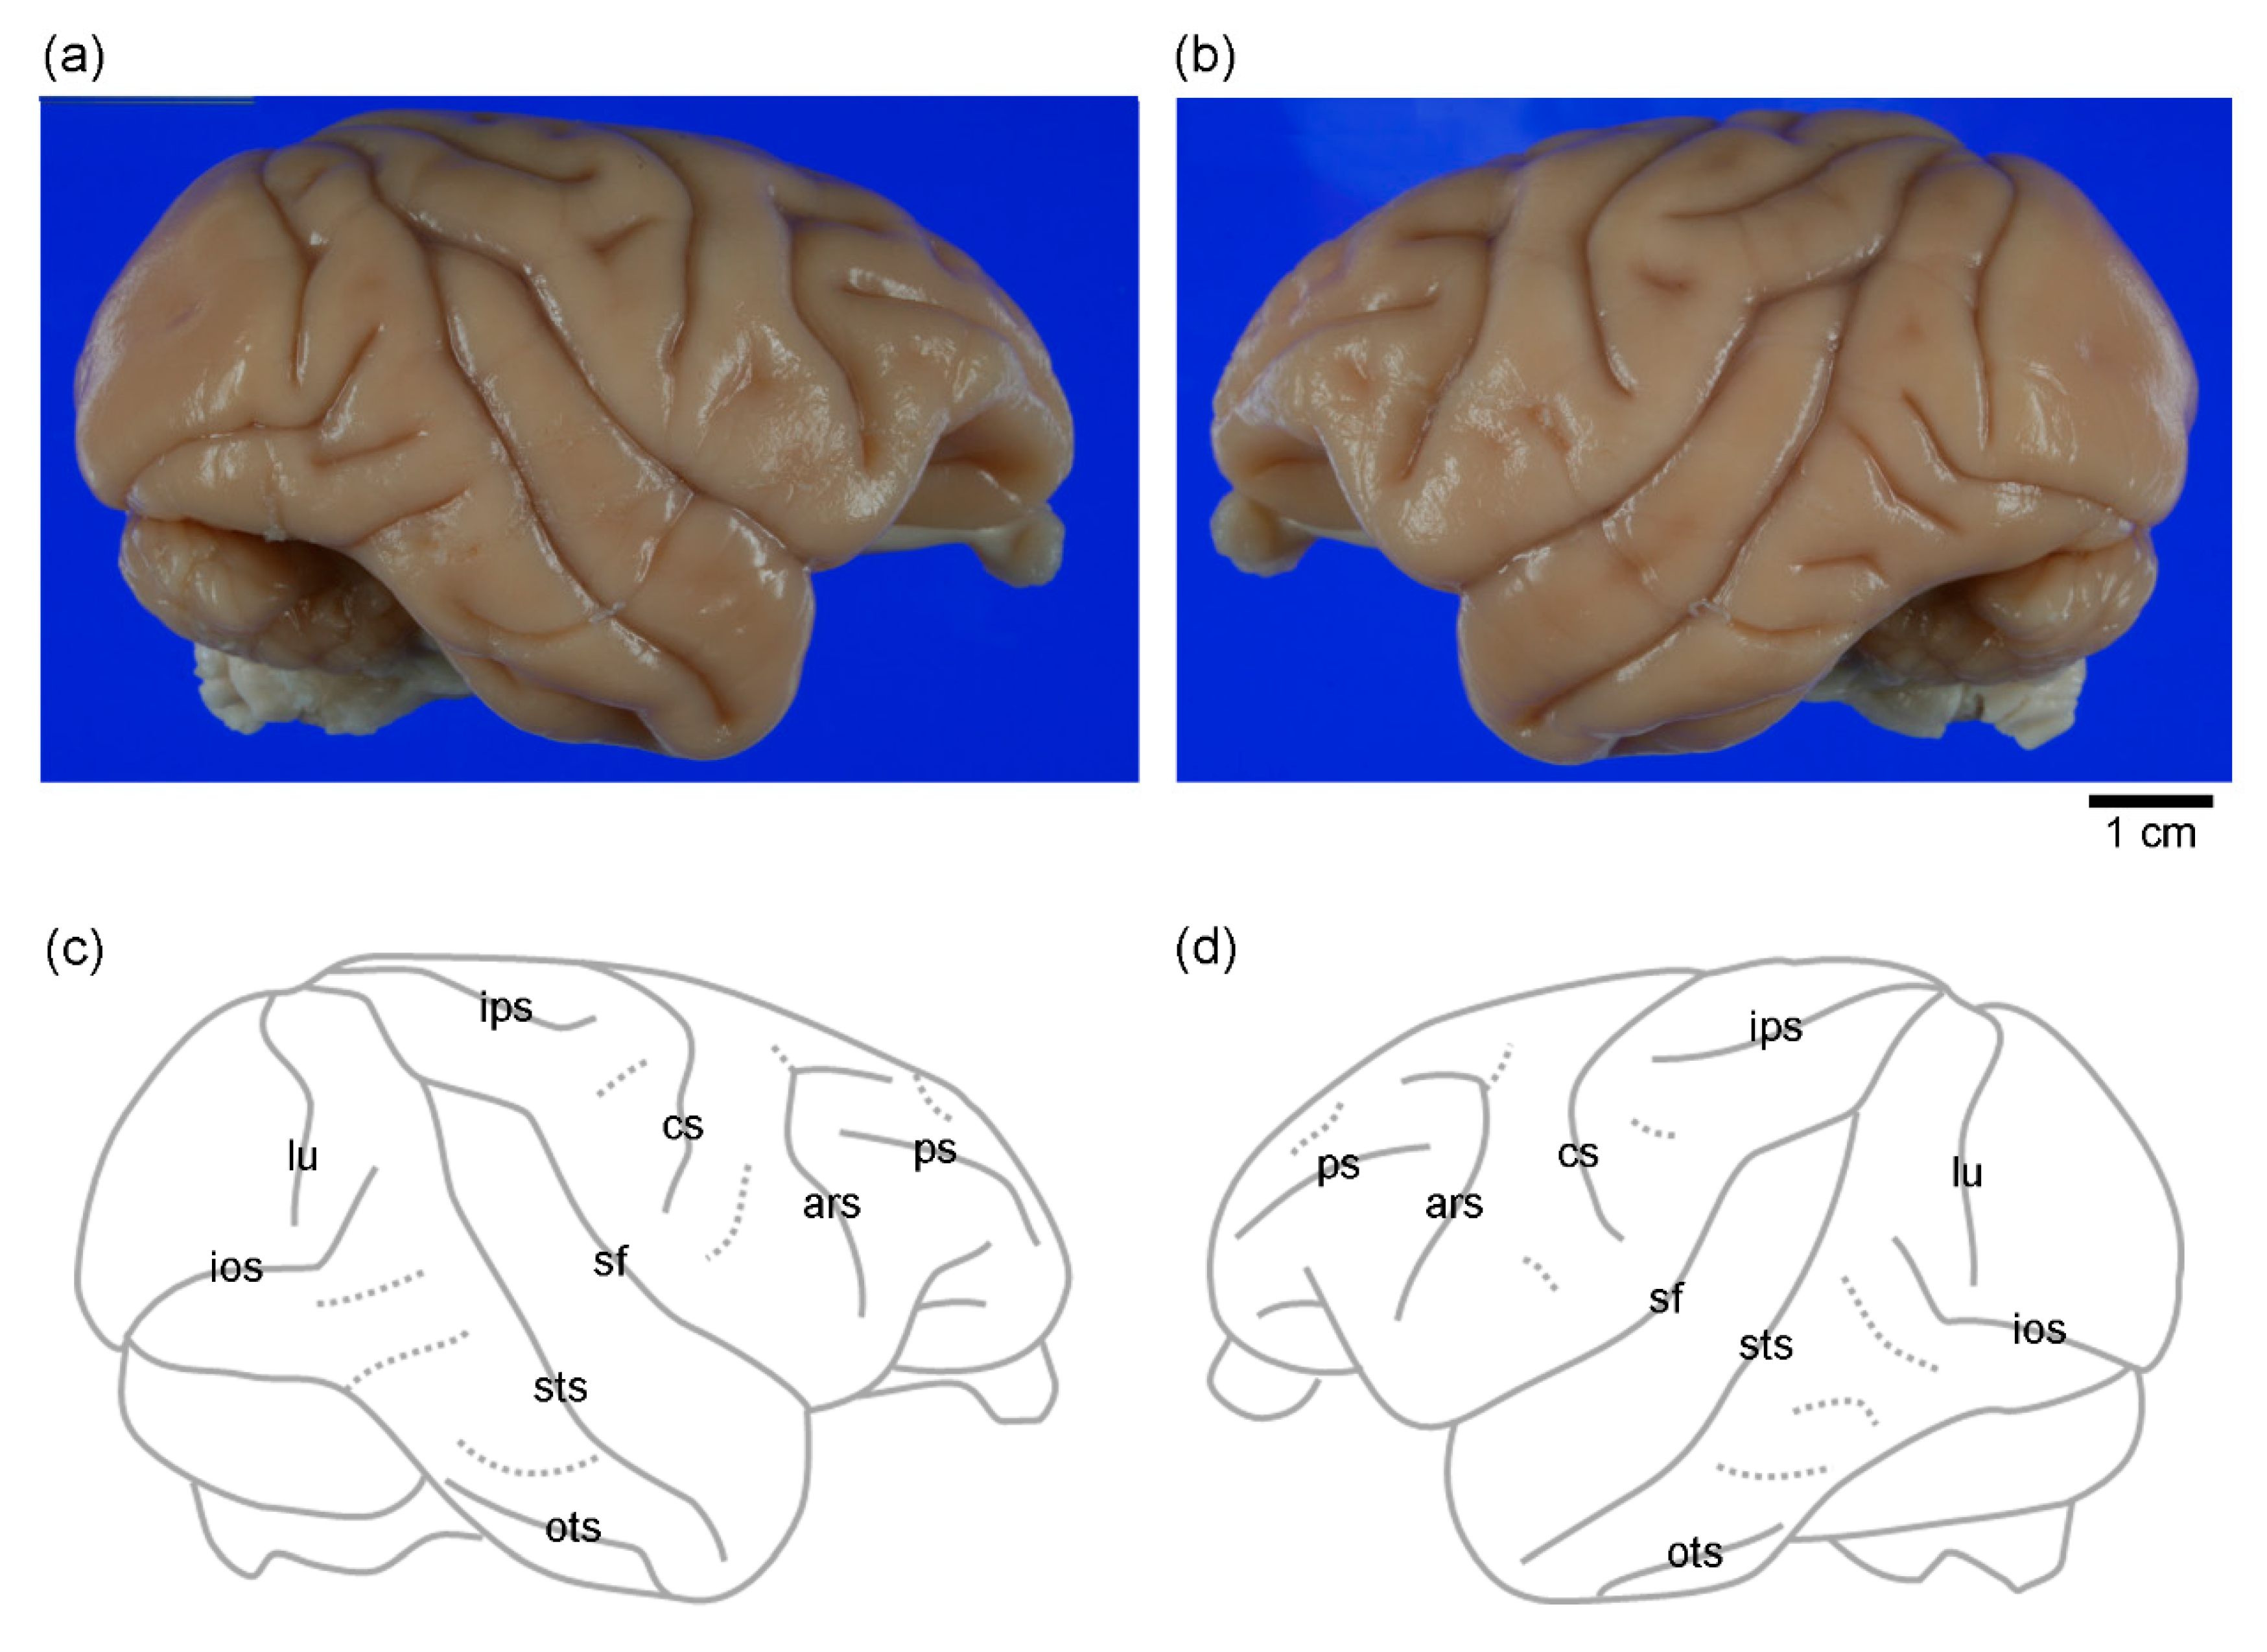 (a)
(b)
1 cm
(c)
(d)
ips
cs
lu
ps
ars
ios
sf
sts
ots
ips
cs
ps
ars
lu
sf
sts
ios
ots